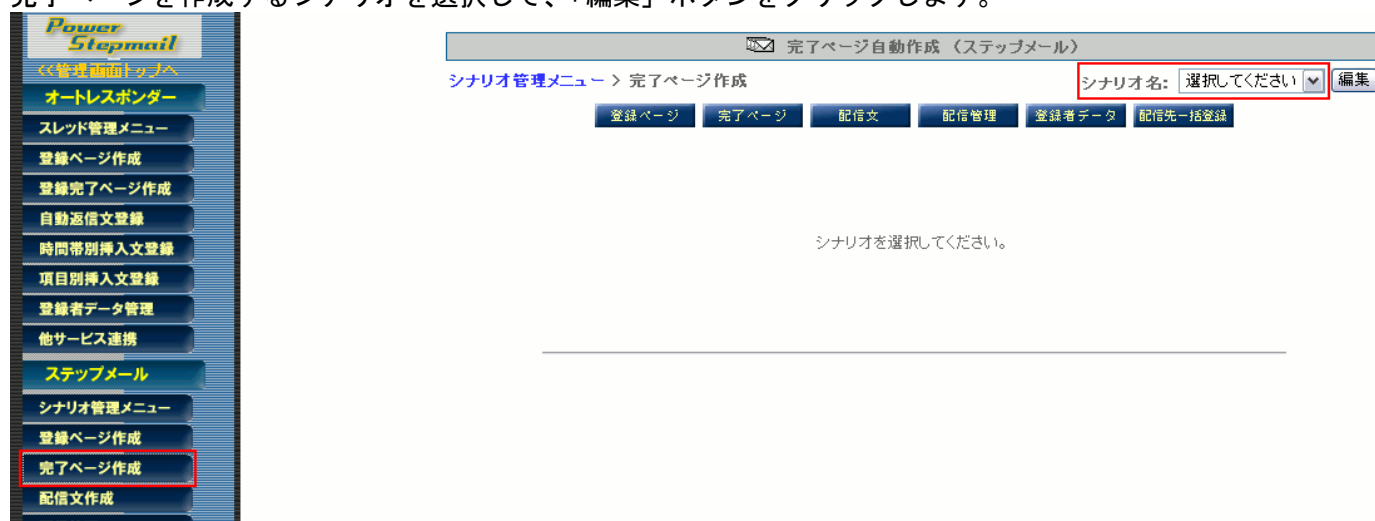 完了ページを作成するシナリオを選択して、「編集」ボタンをクリックします。
Power
Stepmail
<<管理画面トップへ
オートレスポンダー
スレッド管理メニュー
登録ページ作成
登録完了ページ作成
自動返信文登録
時間帯別挿入文登録
項目別挿入文登録
登録者データ管理
他サービス連携
ステップメール
シナリオ管理メニュー
登録ページ作成
完了ページ作成
配信文作成
完了ページ自動作成（ステップメール）
シナリオ管理メニュー > 完了ページ作成
シナリオ名: 選択してください 編集
登録ページ 完了ページ 配信文 配信管理 登録者データ 配信先一括登録
シナリオを選択してください。